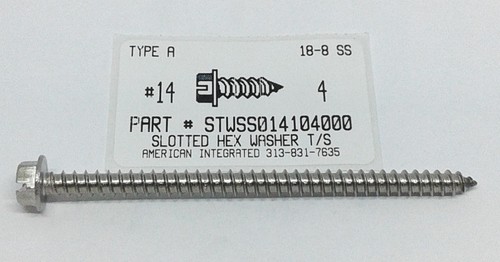 TYPE A 18-8 SS
#14 4
PART # STWSS014104000
SLOTTED HEX WASHER T/S
AMERICAN INTEGRATED 313-831-7635